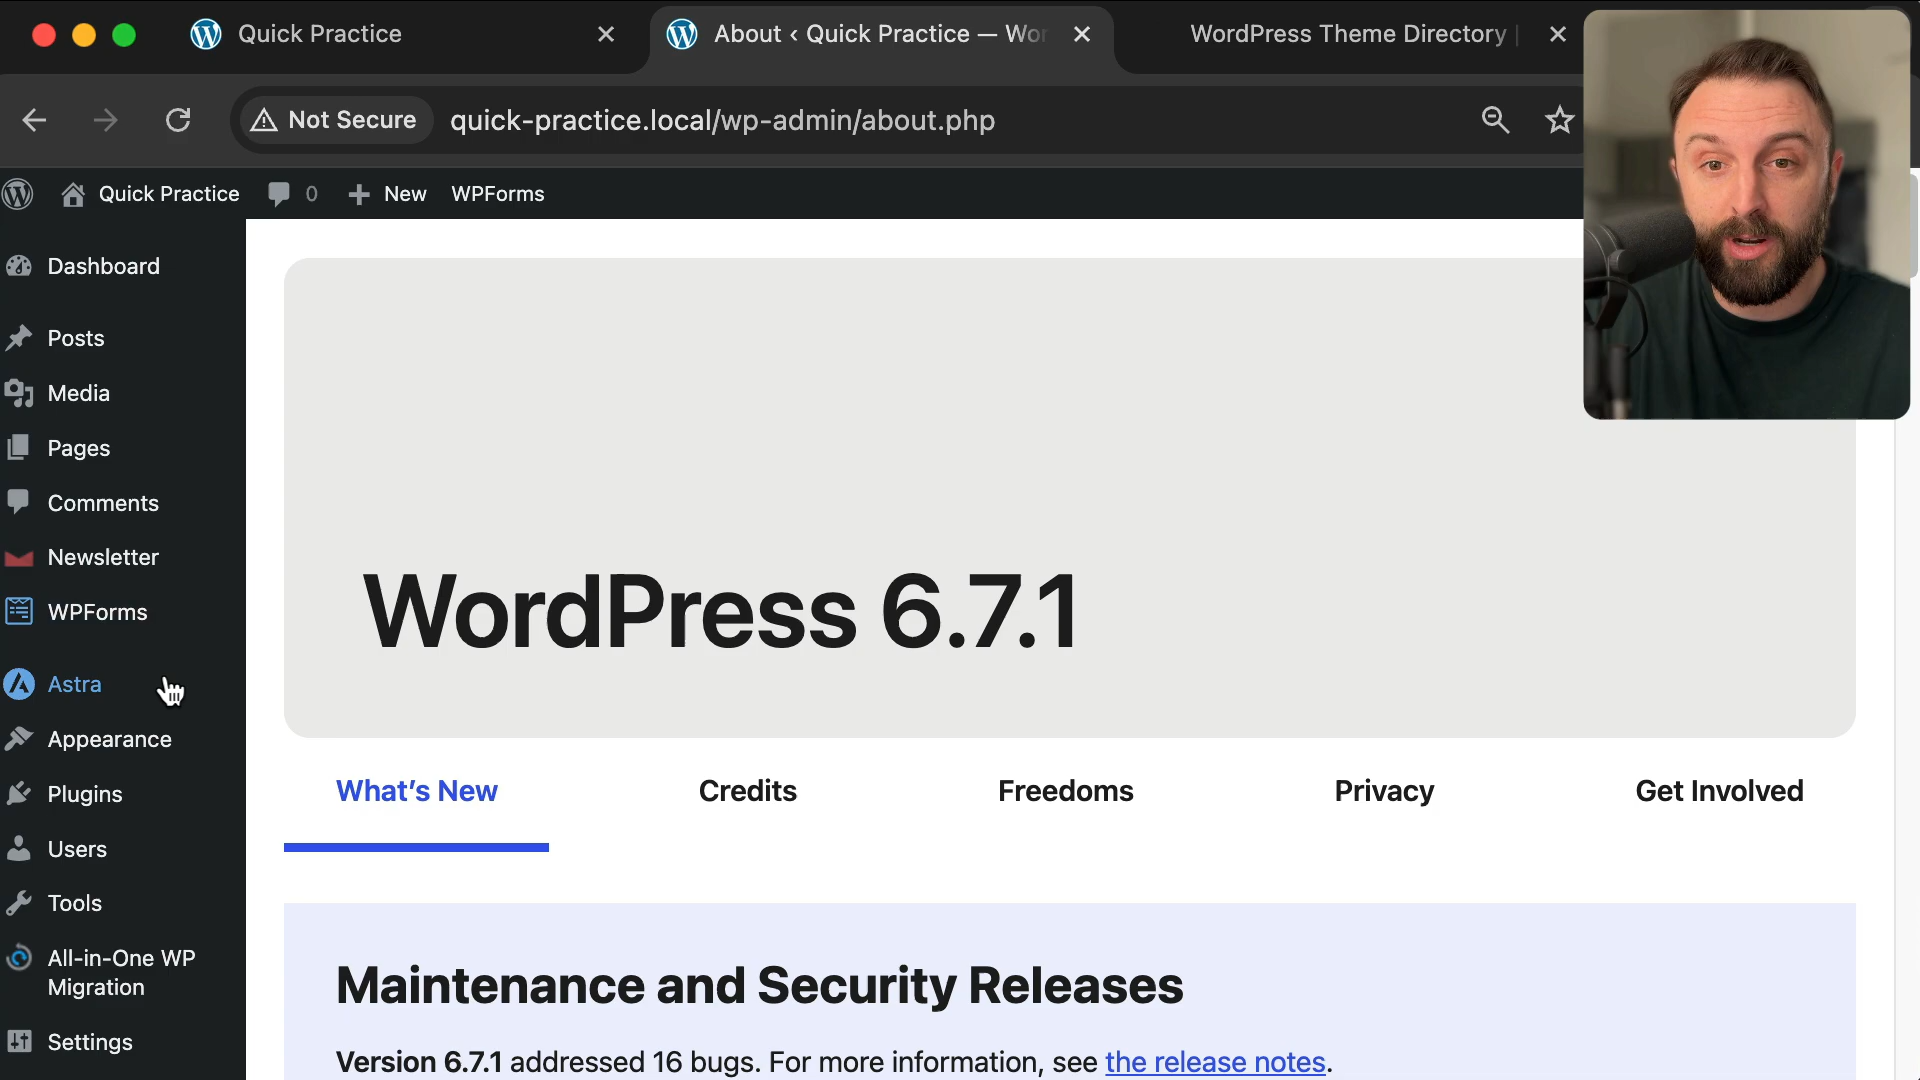 Quick Practice
About ‹ Quick Practice — Wor
WordPress Theme Directory |
Not Secure
quick-practice.local/wp-admin/about.php
Quick Practice
0
New
WPForms
Dashboard
Posts
Media
Pages
Comments
Newsletter
WPForms
Astra
Appearance
Plugins
Users
Tools
All-in-One WP
Migration
Settings
WordPress 6.7.1
What’s New
Credits
Freedoms
Privacy
Get Involved
Maintenance and Security Releases
Version 6.7.1 addressed 16 bugs. For more information, see the release notes.